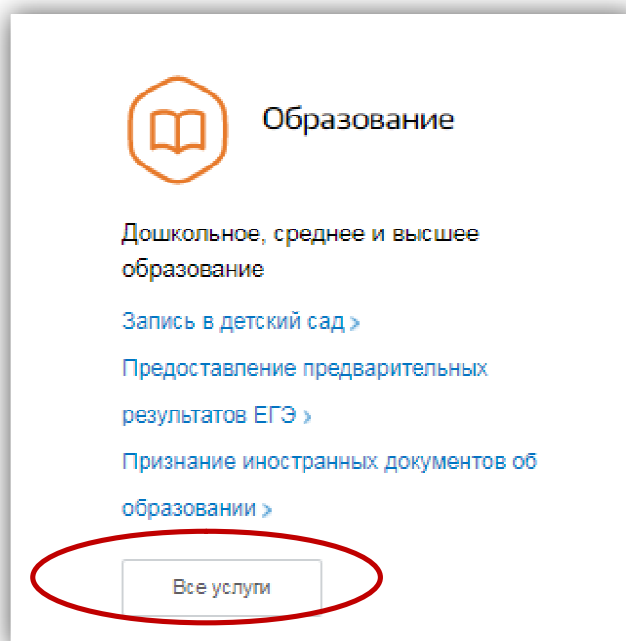 Образование
Дошкольное, среднее и высшее
образование
Запись в детский сад >
Предоставление предварительных
результатов ЕГЭ >
Признание иностранных документов об
образовании >
Все услуги